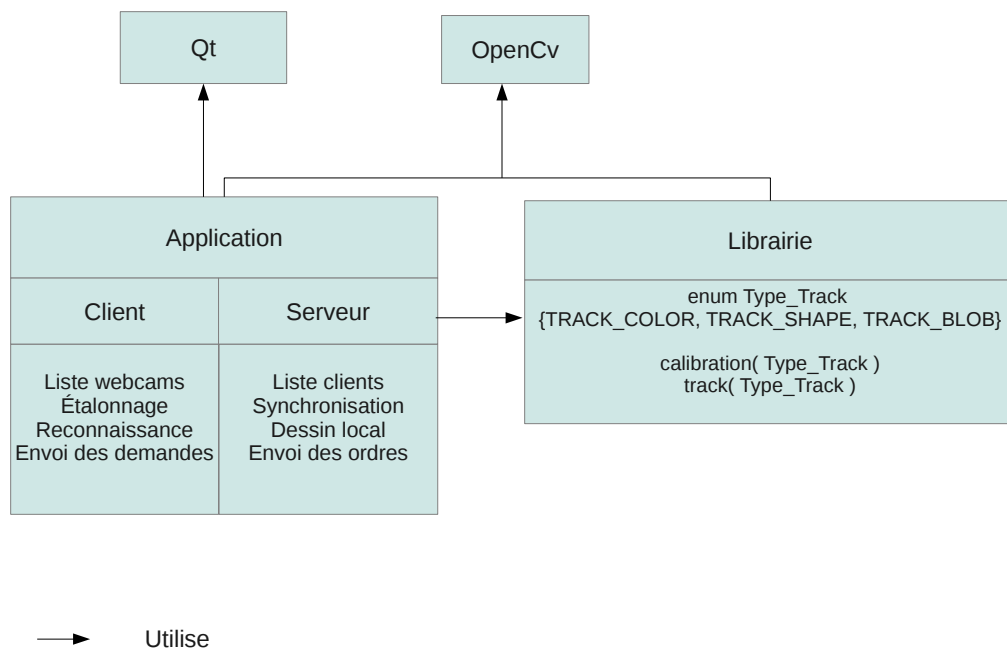 Qt
OpenCv
Application
Client
Serveur
Liste webcams
Étalonnage
Reconnaissance
Envoi des demandes
Liste clients
Synchronisation
Dessin local
Envoi des ordres
Librairie
enum Type_Track
{TRACK_COLOR, TRACK_SHAPE, TRACK_BLOB}
calibration( Type_Track )
track( Type_Track )
Utilise